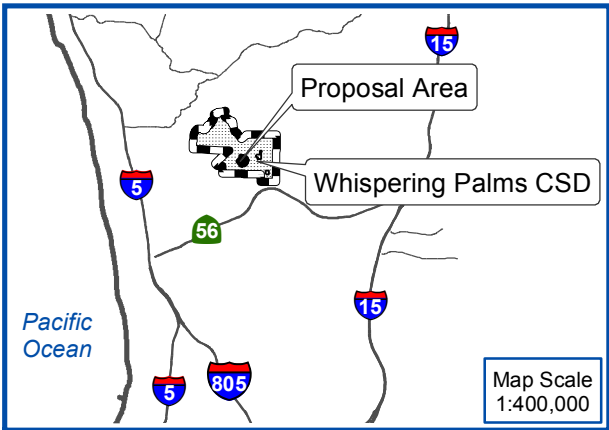 15
Proposal Area
Whispering Palms CSD
5
56
15
Pacific
Ocean
5
805
Map Scale
1:400,000